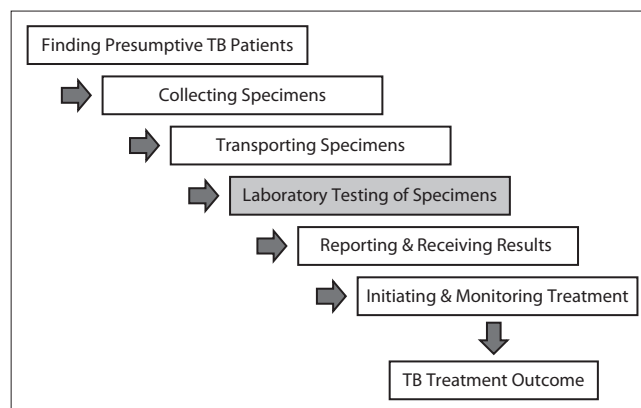 Finding Presumptive TB Patients
Collecting Specimens
Transporting Specimens
Laboratory Testing of Specimens
Reporting & Receiving Results
Initiating & Monitoring Treatment
TB Treatment Outcome